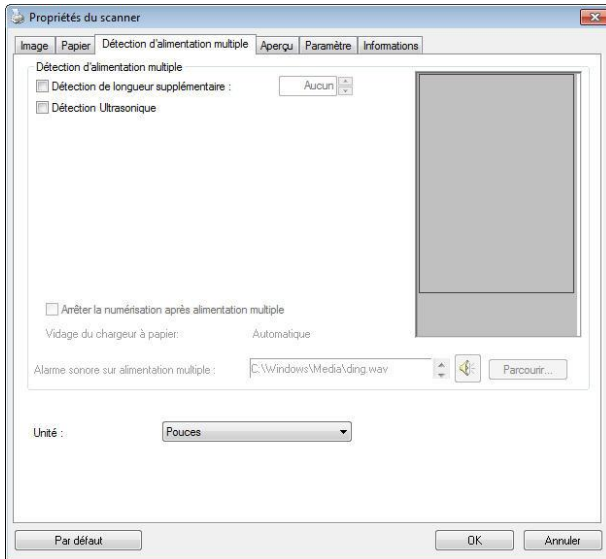 Propriétés du scanner
Image Papier Détection d'alimentation multiple Aperçu Paramètre Informations
Détection d'alimentation multiple
Détection de longueur supplémentaire : Aucun
Détection Ultrasonique
Arrêter la numérisation après alimentation multiple
Vidage du chargeur à papier: Automatique
Alarme sonore sur alimentation multiple : C:\Windows\Media\ding.wav Parcourir...
Unité : Pouces
Par défaut OK Annuler